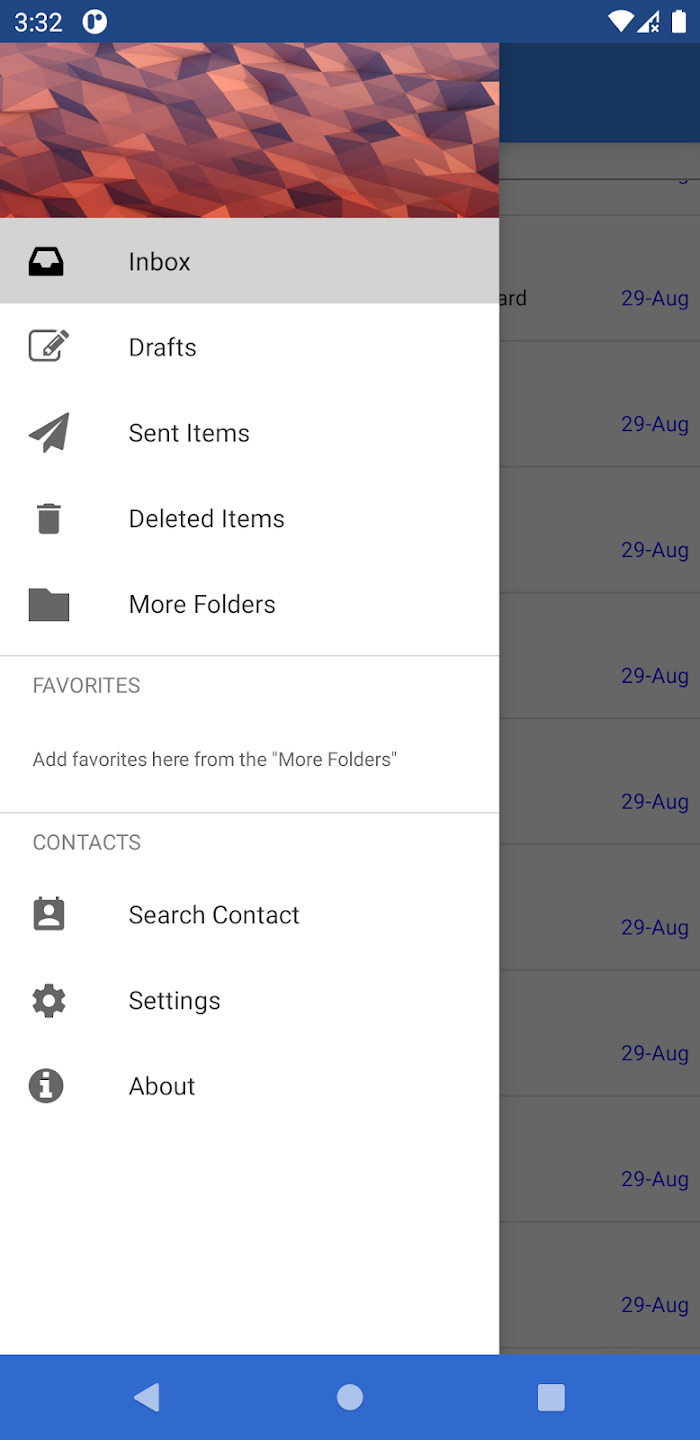 3:32
Inbox
ard 29-Aug
Drafts
29-Aug
Sent Items
Deleted Items
29-Aug
More Folders
29-Aug
FAVORITES
Add favorites here from the "More Folders"
29-Aug
CONTACTS
Search Contact
29-Aug
Settings
29-Aug
About
29-Aug
29-Aug